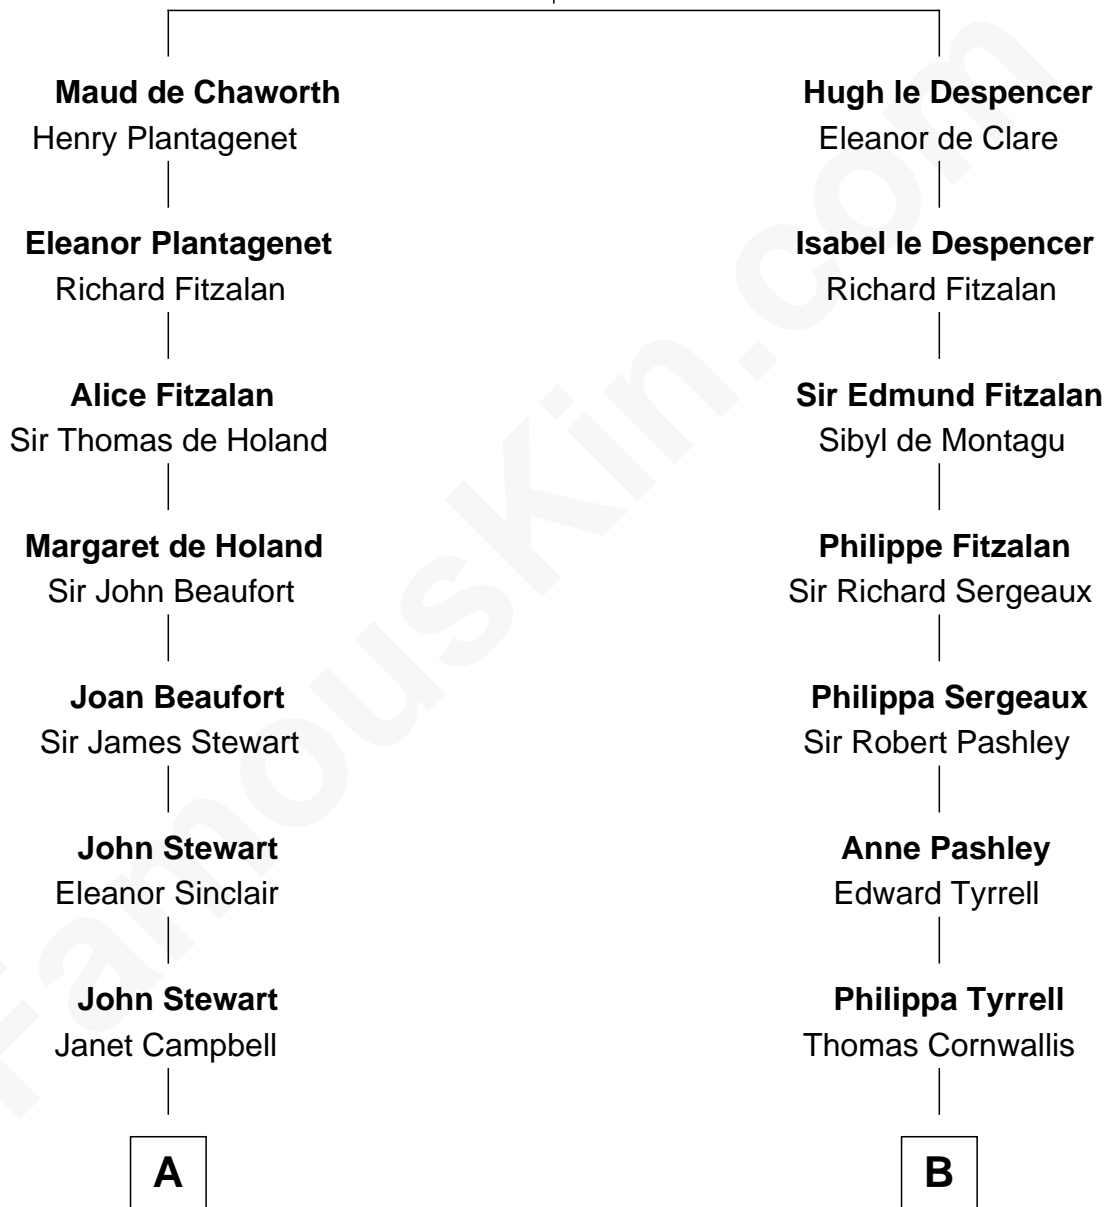 Maud de Chaworth
Henry Plantagenet
Hugh le Despencer
Eleanor de Clare
Eleanor Plantagenet
Richard Fitzalan
Isabel le Despencer
Richard Fitzalan
Alice Fitzalan
Sir Thomas de Holand
Sir Edmund Fitzalan
Sibyl de Montagu
Margaret de Holand
Sir John Beaufort
Philippe Fitzalan
Sir Richard Sergeaux
Joan Beaufort
Sir James Stewart
Philippa Sergeaux
Sir Robert Pashley
John Stewart
Eleanor Sinclair
Anne Pashley
Edward Tyrrell
John Stewart
Janet Campbell
Philippa Tyrrell
Thomas Cornwallis
A
B
FamousKin.com